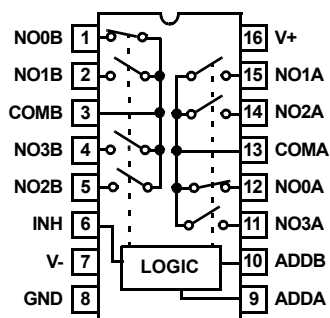 NO0B 1 16 V+
NO1B 2 15 NO1A
COMB 3 14 NO2A
NO3B 4 13 COMA
NO2B 5 12 NO0A
INH 6 11 NO3A
V- 7 LOGIC 10 ADDB
GND 8 9 ADDA